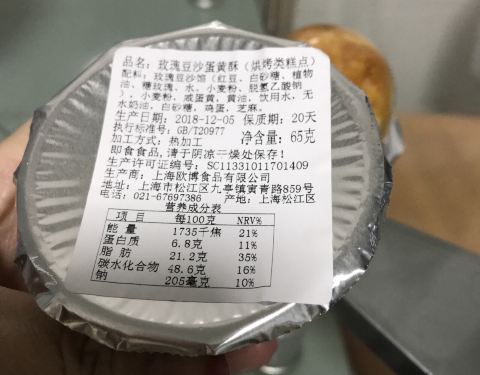 品名：玫瑰豆沙蛋黄酥（烘烤类糕点）
配料：玫瑰豆沙馅（红豆、白砂糖、植物
油、糖玫瑰、水、小麦粉、脱氢乙酸钠
）、小麦粉、咸蛋黄、黄油、饮用水、无
水奶油、白砂糖、鸡蛋、芝麻。
生产日期：2018-12-05 保质期：20天
执行标准号：GB/T20977
加工方式：热加工 净含量：65克
即食食品,请于阴凉干燥处保存！
生产许可证编号：SC11331011701409
生产商：上海欧博食品有限公司
地址：上海市松江区九亭镇寅青路859号
电话：021-67697386 产地：上海松江区
营养成分表
项目 每100克 NRV%
能量 1735千焦 21%
蛋白质 6.8克 11%
脂肪 21.2克 35%
碳水化合物 48.6克 16%
钠 205毫克 10%